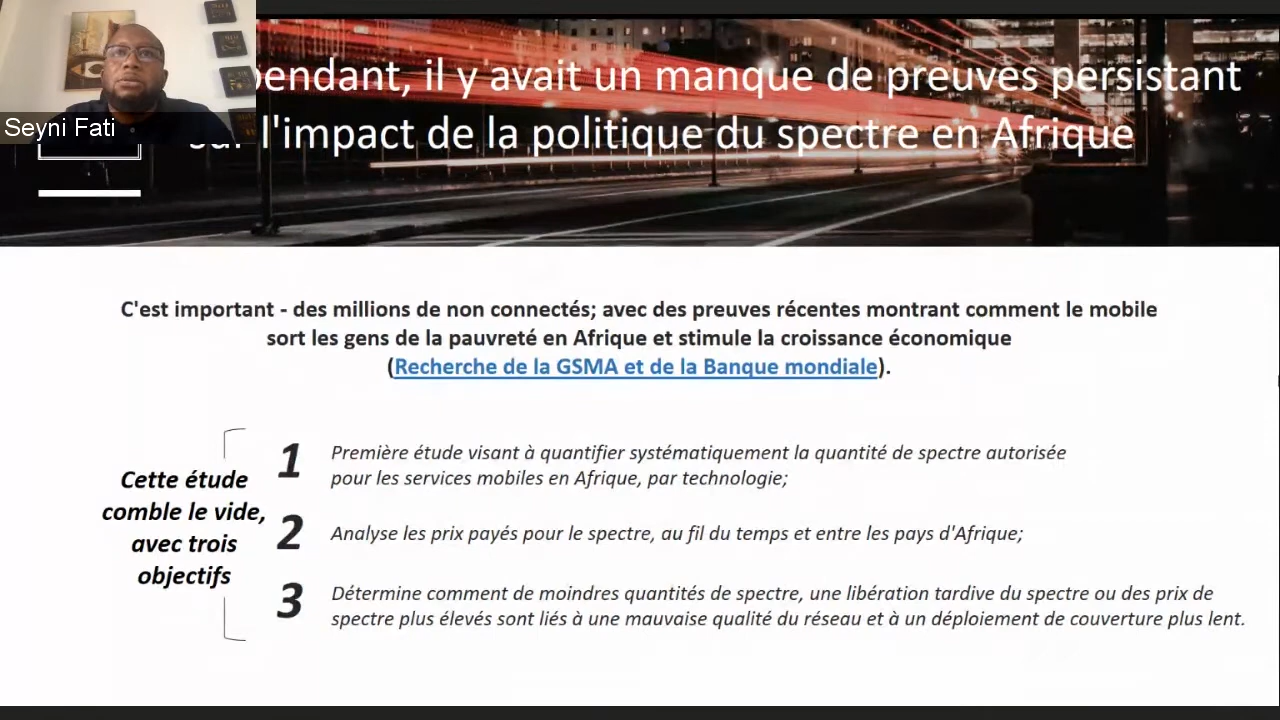 pendant, il y avait un manque de preuves persistant
l'impact de la politique du spectre en Afrique
Seyni Fati
C'est important - des millions de non connectés; avec des preuves récentes montrant comment le mobile
sort les gens de la pauvreté en Afrique et stimule la croissance économique
(Recherche de la GSMA et de la Banque mondiale).
Cette étude
comble le vide,
avec trois
objectifs
1 Première étude visant à quantifier systématiquement la quantité de spectre autorisée
pour les services mobiles en Afrique, par technologie;
2 Analyse les prix payés pour le spectre, au fil du temps et entre les pays d'Afrique;
3 Détermine comment de moindres quantités de spectre, une libération tardive du spectre ou des prix de
spectre plus élevés sont liés à une mauvaise qualité du réseau et à un déploiement de couverture plus lent.